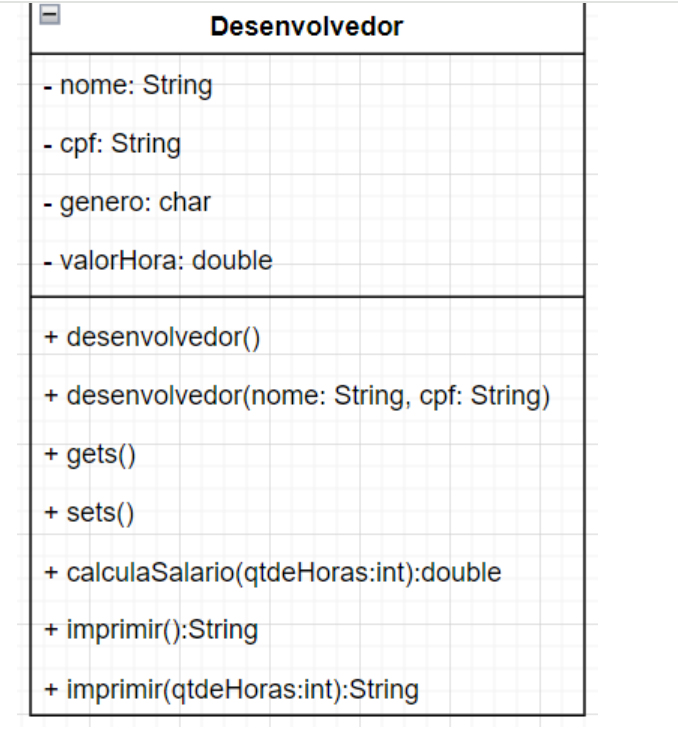 Desenvolvedor
- nome: String
- cpf: String
- genero: char
- valorHora: double
+ desenvolvedor()
+ desenvolvedor(nome: String, cpf: String)
+ gets()
+ sets()
+ calculaSalario(qtdeHoras:int):double
+ imprimir():String
+ imprimir(qtdeHoras:int):String